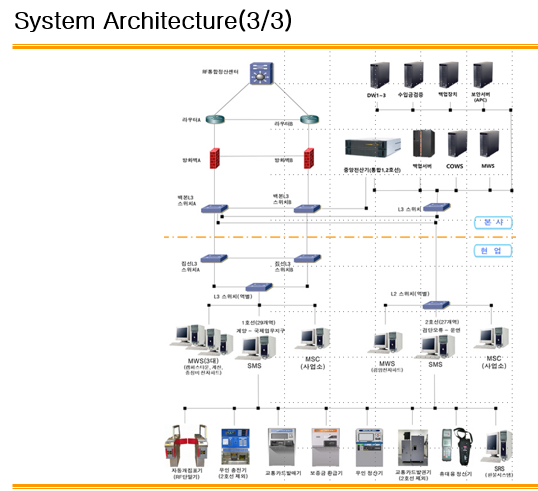 System Architecture(3/3)
RF통합정산센터
DW1~3
수입금검증
백업장치
보안서버
(APC)
라우터A
라우터B
방화벽A
방화벽B
중앙전산기(통합1,2호선)
백업서버
COWS
MWS
백본L3
스위치A
백본L3
스위치B
L3 스위치
본 사
현 업
집선L3
스위치A
집선L3
스위치B
L3 스위치(역별)
L2 스위치(역별)
1호선(29개역)
계양 ~ 국제업무지구
2호선(27개역)
검단오류 ~ 운연
MWS(3대)
SMS
MSC
(사업소)
MWS
SMS
MSC
(사업소)
자동개집표기
(RF단말기)
무인 충전기
(2호선 제외)
교통카드발매기
보증금 환급기
무인 정산기
교통카드발권기
(2호선 제외)
휴대용 정산기
SRS